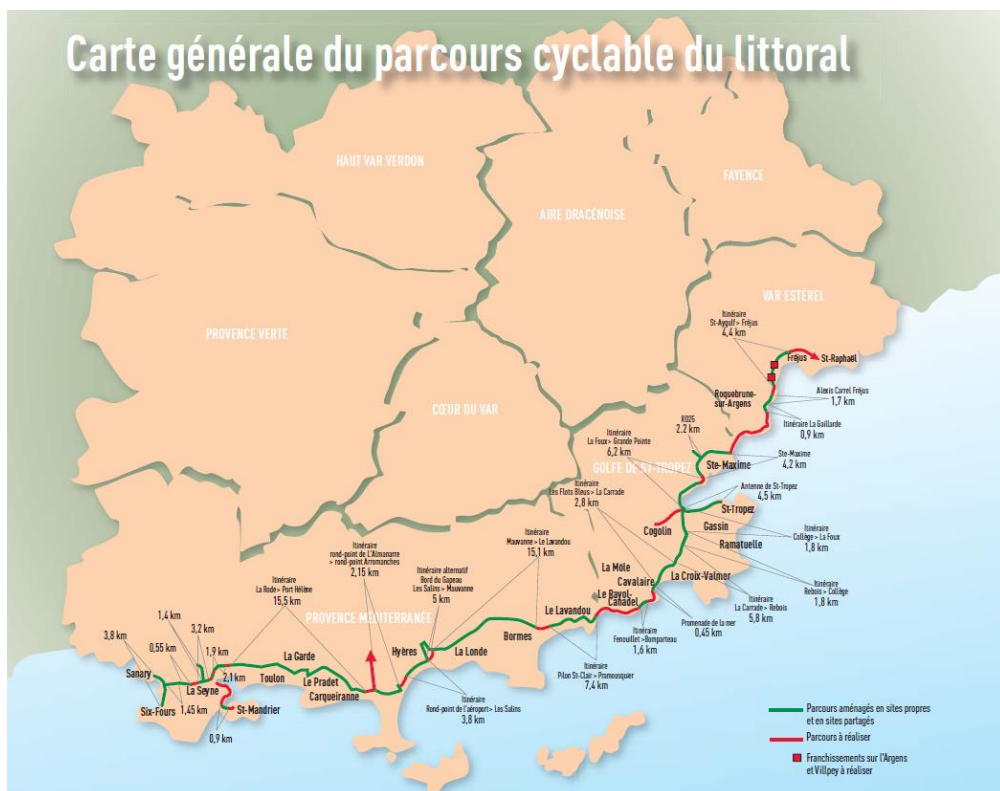 Carte générale du parcours cyclable du littoral
HAUT VAR VERDON
FAYENCE
AIRE DRACÉNOISE
VAR ESTÉREL
PROVENCE VERTE
CŒUR DU VAR
GOLFE DE ST-TROPEZ
PROVENCE MÉDITERRANÉE
Itinéraire
St-Aygulf > Fréjus
4,4 km
Fréjus
St-Raphaël
Roquebrune-
sur-Argens
Alexis Carrel Fréjus
1,7 km
Itinéraire La Gaillarde
0,9 km
RD25
2.2 km
Itinéraire
La Foux > Grande Pointe
6,2 km
Ste-Maxime
Ste-Maxime
4,2 km
Itinéraire
Les Flots Bleus > La Carrade
2,8 km
Antenne de St-Tropez
4,5 km
St-Tropez
Cogolin
Gassin
Ramatuelle
Itinéraire
Collège > La Foux
1,8 km
Itinéraire
Mauvanne > Le Lavandou
15,1 km
Itinéraire
rond-point de L'Almanarre
> rond-point Arromanches
2,15 km
Itinéraire alternatif
Bord du Gapeau
Les Salins > Mauvanne
5 km
La Môle
Cavalaire
La Croix-Valmer
Le Rayol-
Canadel
Itinéraire
Rebois > Collège
1,8 km
Itinéraire
La Rode > Port Hélène
15,5 km
Itinéraire
La Carrade > Rebois
5,8 km
Promenade de la mer
0,45 km
Itinéraire
Fenouillet > Bomparteau
1,6 km
Le Lavandou
Bormes
La Londe
Hyères
Itinéraire
Pilon St-Clair > Pramousquier
7,4 km
Itinéraire
Rond-point de l'aéroport > Les Salins
3,8 km
1,4 km
3,2 km
3,8 km
0,55 km
1,9 km
2,1 km
La Garde
Toulon
Le Pradet
Carqueiranne
Sanary
La Seyne
Six-Fours
1,45 km
St-Mandrier
0,9 km
Parcours aménagés en sites propres
et en sites partagés
Parcours à réaliser
Franchissements sur l'Argens
et Villpey à réaliser